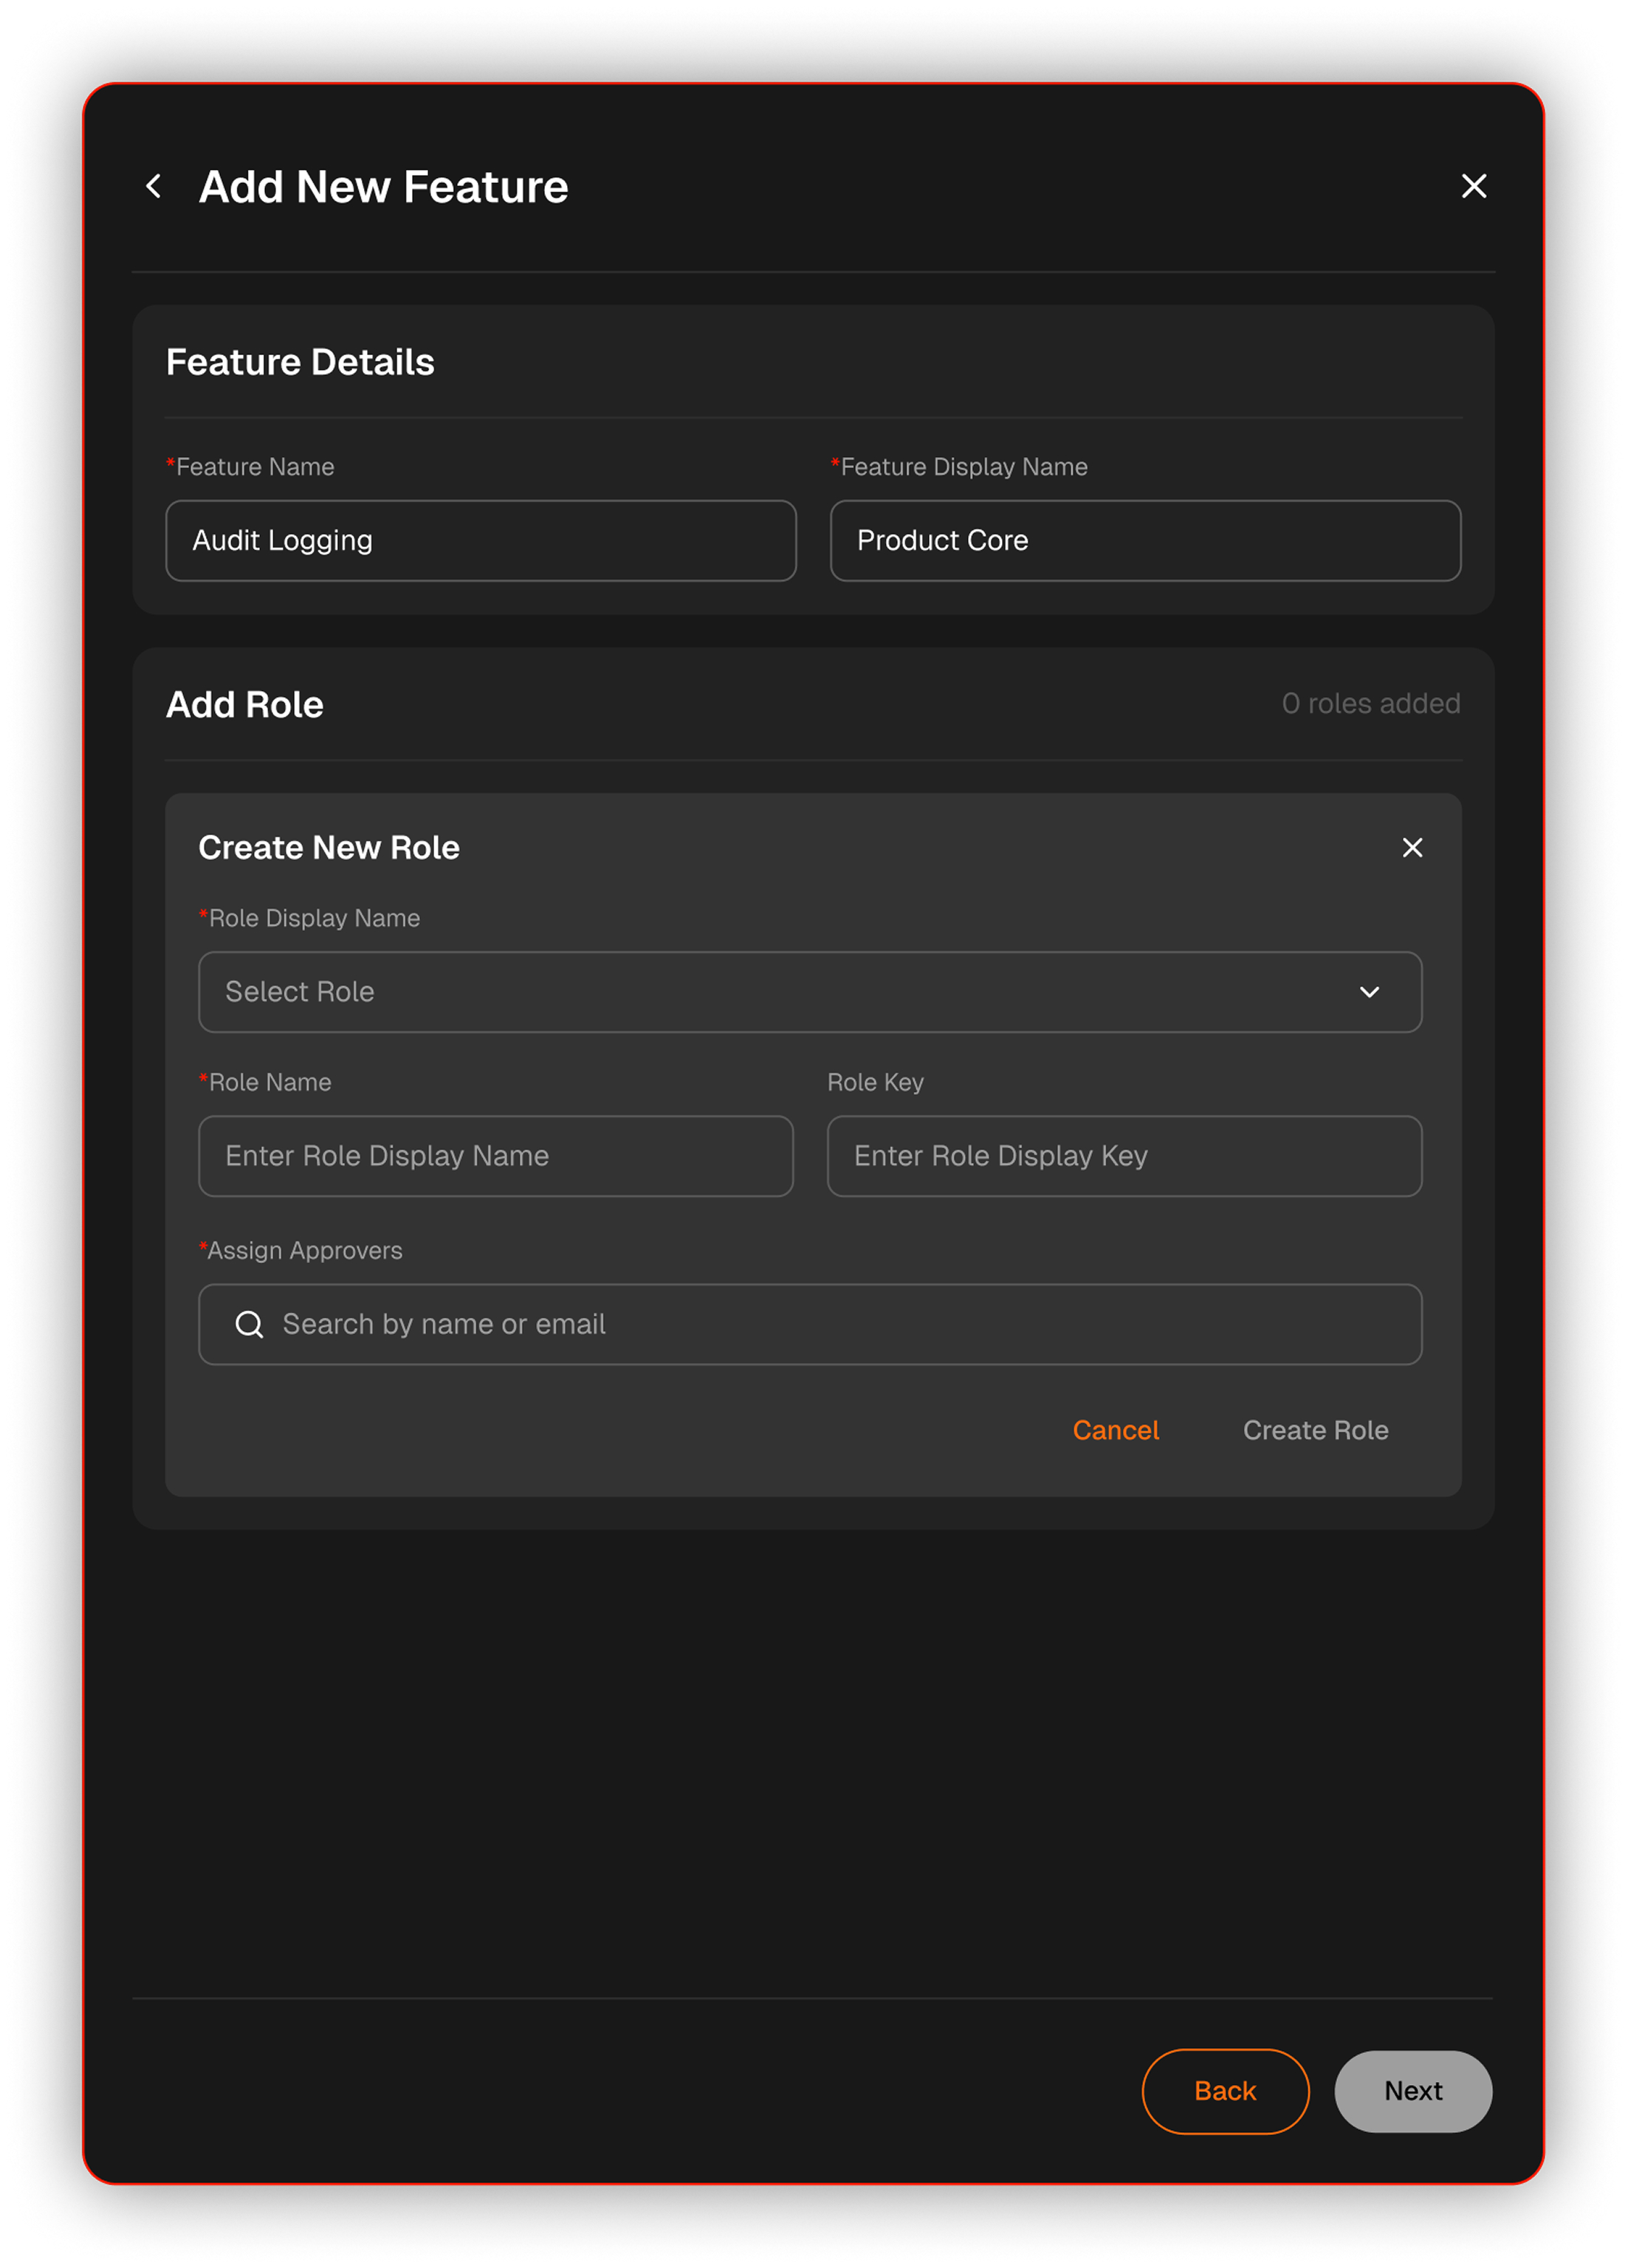 Add New Feature
Feature Details
*Feature Name
*Feature Display Name
Audit Logging
Product Core
Add Role
0 roles added
Create New Role
*Role Display Name
Select Role
*Role Name
Role Key
Enter Role Display Name
Enter Role Display Key
*Assign Approvers
Search by name or email
Cancel
Create Role
Back
Next